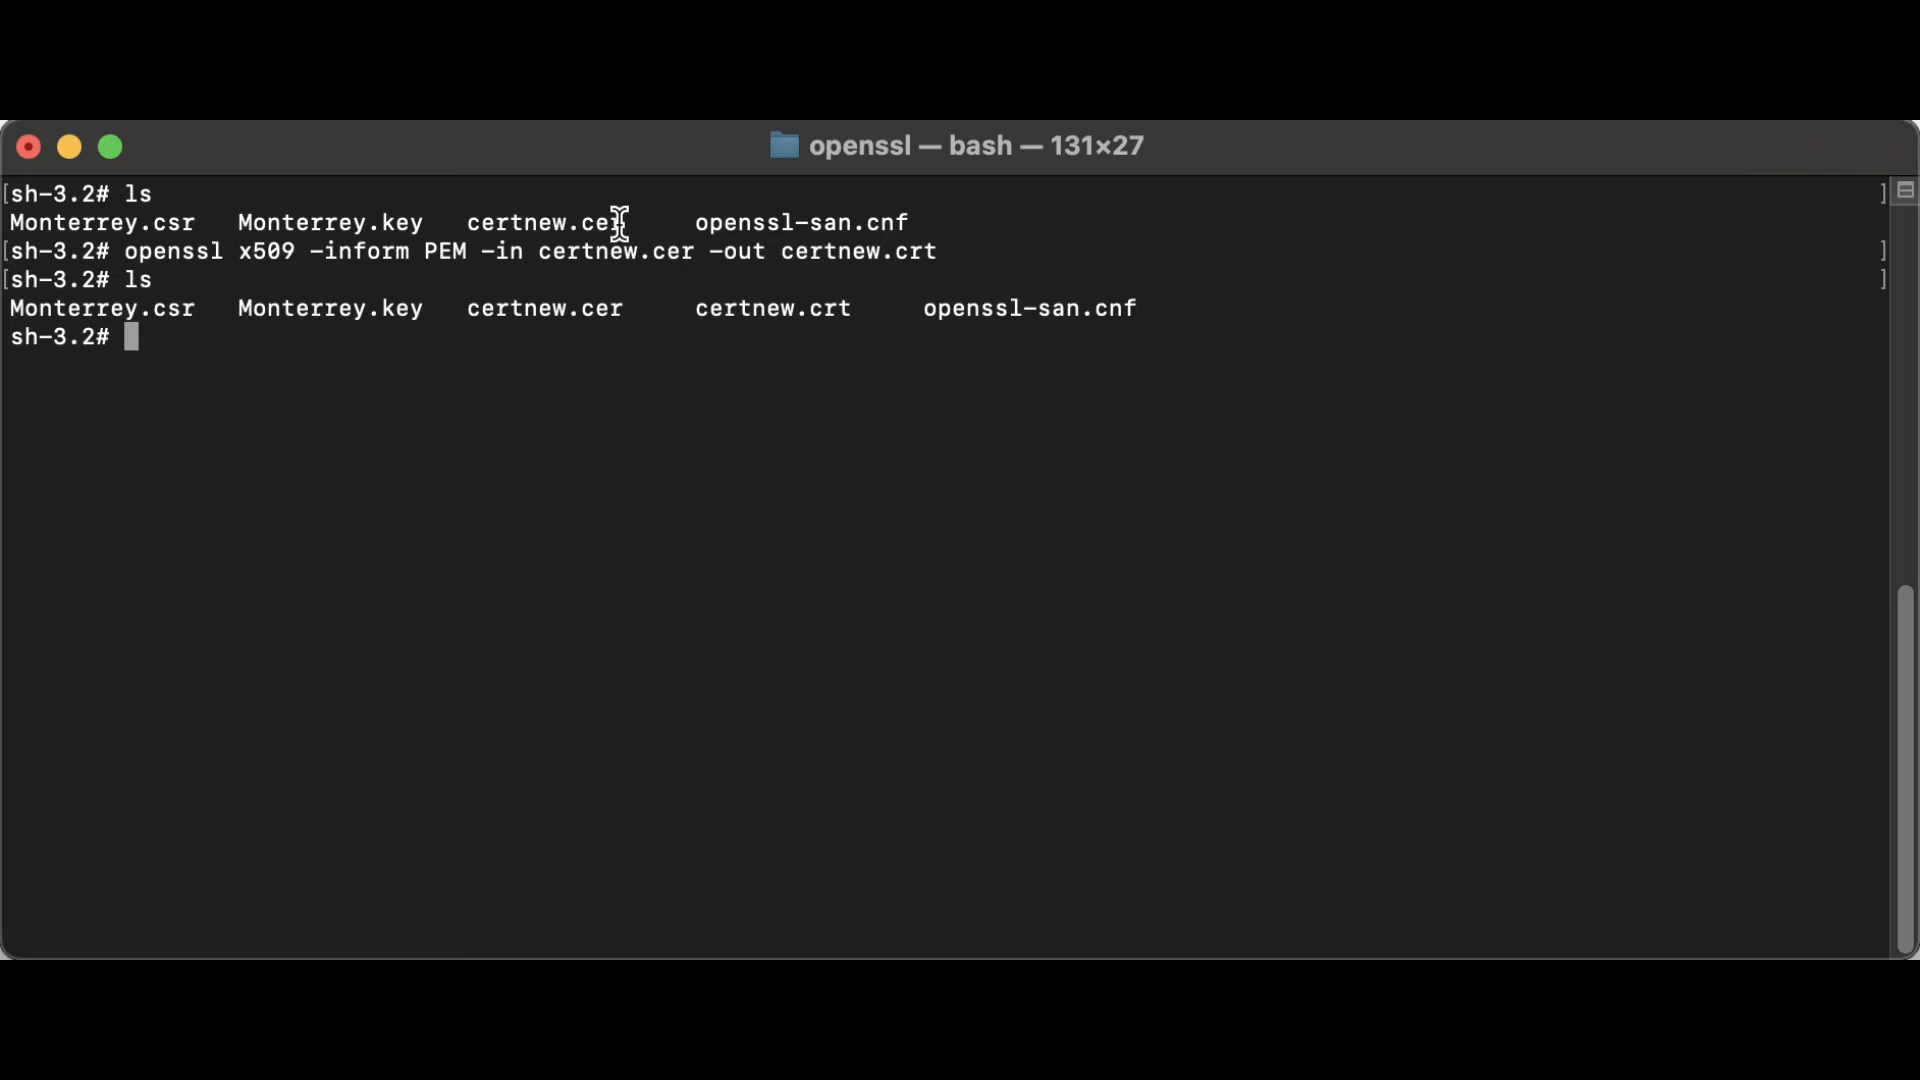 openssl — bash — 131×27
[sh-3.2# ls ]
Monterrey.csr Monterrey.key certnew.cer openssl-san.cnf
[sh-3.2# openssl x509 -inform PEM -in certnew.cer -out certnew.crt ]
[sh-3.2# ls ]
Monterrey.csr Monterrey.key certnew.cer certnew.crt openssl-san.cnf
sh-3.2#